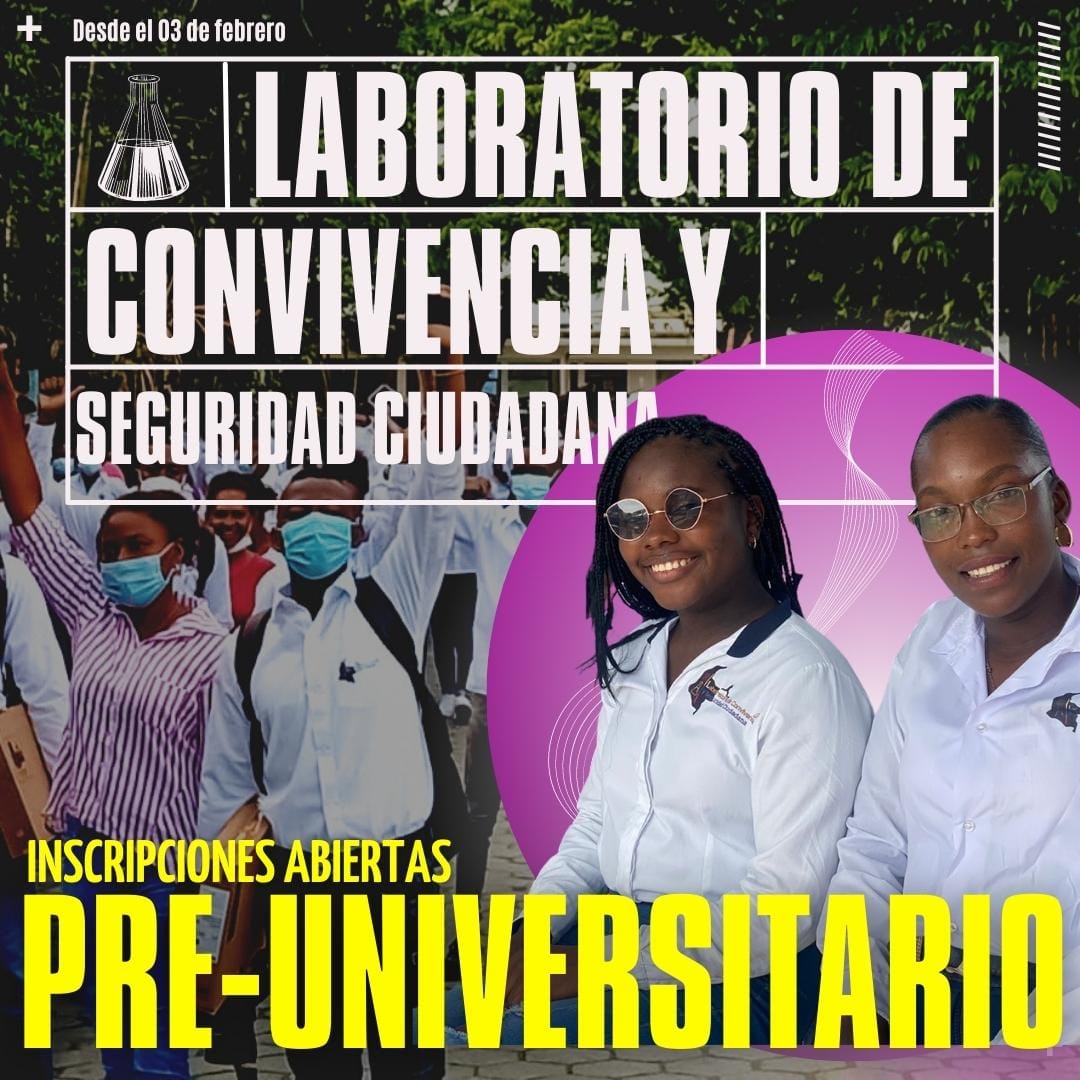 Desde el 03 de febrero
LABORATORIO DE
CONVIVENCIA Y
SEGURIDAD CIUDADANA
INSCRIPCIONES ABIERTAS
PRE-UNIVERSITARIO